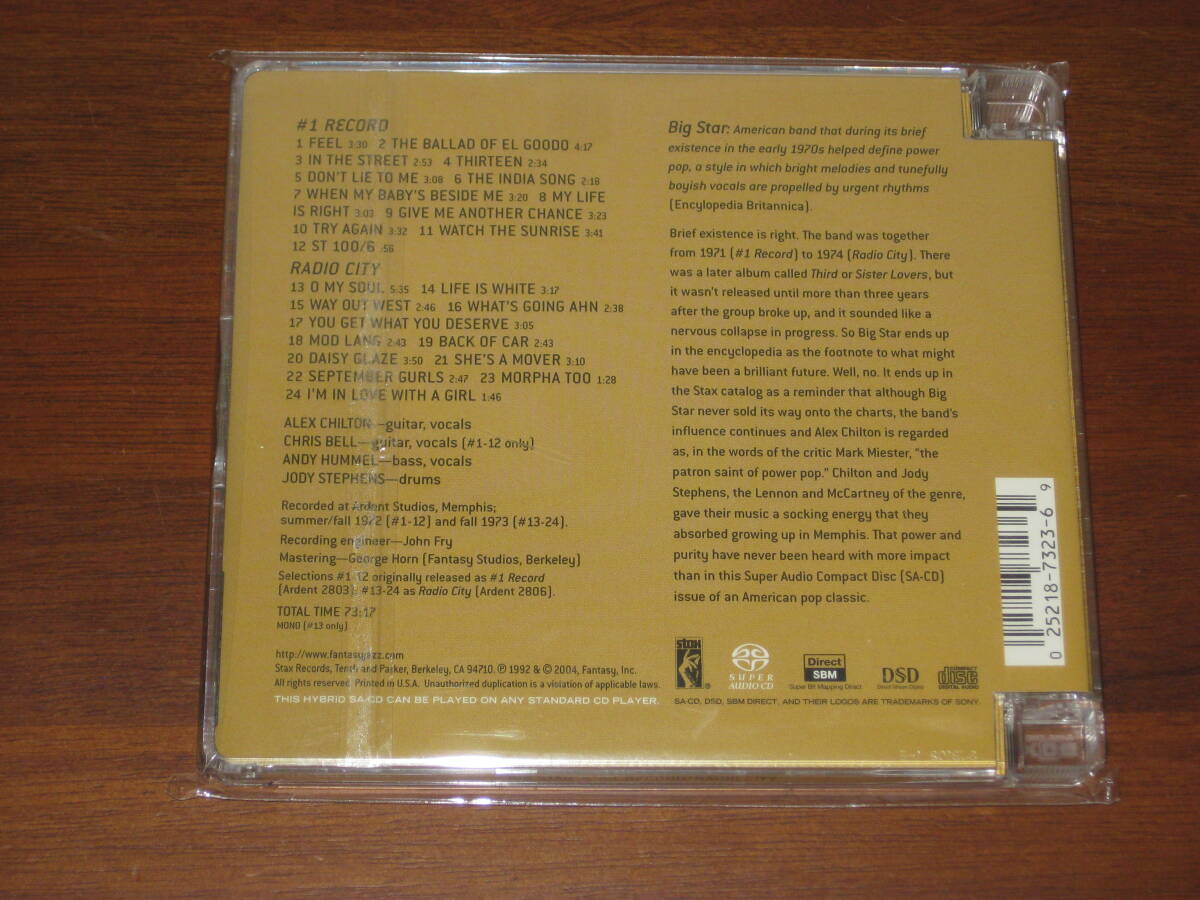 #1 RECORD
1 FEEL 3:30 2 THE BALLAD OF EL GOODO 4:17
3 IN THE STREET 2:53 4 THIRTEEN 2:34
5 DON'T LIE TO ME 3:08 6 THE INDIA SONG 2:18
7 WHEN MY BABY'S BESIDE ME 3:20 8 MY LIFE
IS RIGHT 3:03 9 GIVE ME ANOTHER CHANCE 3:23
10 TRY AGAIN 3:32 11 WATCH THE SUNRISE 3:41
12 ST 100/6 :56
RADIO CITY
13 O MY SOUL 5:35 14 LIFE IS WHITE 3:17
15 WAY OUT WEST 2:46 16 WHAT'S GOING AHN 2:38
17 YOU GET WHAT YOU DESERVE 3:05
18 MOD LANG 2:43 19 BACK OF CAR 2:43
20 DAISY GLAZE 3:50 21 SHE'S A MOVER 3:10
22 SEPTEMBER GURLS 2:47 23 MORPHA TOO 1:28
24 I'M IN LOVE WITH A GIRL 1:46
ALEX CHILTON—guitar, vocals
CHRIS BELL—guitar, vocals (#1-12 only)
ANDY HUMMEL—bass, vocals
JODY STEPHENS—drums
Recorded at Ardent Studios, Memphis;
summer/fall 1972 (#1-12) and fall 1973 (#13-24).
Recording engineer—John Fry
Mastering—George Horn (Fantasy Studios, Berkeley)
Selections #1-12 originally released as #1 Record
(Ardent 2803); #13-24 as Radio City (Ardent 2806).
TOTAL TIME 73:17
MONO (#13 only)
http://www.fantasyjazz.com
Stax Records, Tenth and Parker, Berkeley, CA 94710. ℗ 1992 & © 2004, Fantasy, Inc.
All rights reserved. Printed in U.S.A. Unauthorized duplication is a violation of applicable laws.
THIS HYBRID SA-CD CAN BE PLAYED ON ANY STANDARD CD PLAYER.
Big Star: American band that during its brief
existence in the early 1970s helped define power
pop, a style in which bright melodies and tunefully
boyish vocals are propelled by urgent rhythms
(Encylopedia Britannica).
Brief existence is right. The band was together
from 1971 (#1 Record) to 1974 (Radio City). There
was a later album called Third or Sister Lovers, but
it wasn't released until more than three years
after the group broke up, and it sounded like a
nervous collapse in progress. So Big Star ends up
in the encyclopedia as the footnote to what might
have been a brilliant future. Well, no. It ends up in
the Stax catalog as a reminder that although Big
Star never sold its way onto the charts, the band's
influence continues and Alex Chilton is regarded
as, in the words of the critic Mark Miester, "the
patron saint of power pop." Chilton and Jody
Stephens, the Lennon and McCartney of the genre,
gave their music a socking energy that they
absorbed growing up in Memphis. That power and
purity have never been heard with more impact
than in this Super Audio Compact Disc (SA-CD)
issue of an American pop classic.
stax
SUPER AUDIO CD
Direct SBM
Super Bit Mapping Direct
DSD
Direct Stream Digital
COMPACT disc DIGITAL AUDIO
SA-CD, DSD, SBM DIRECT, AND THEIR LOGOS ARE TRADEMARKS OF SONY.
0 25218-7323-6 9